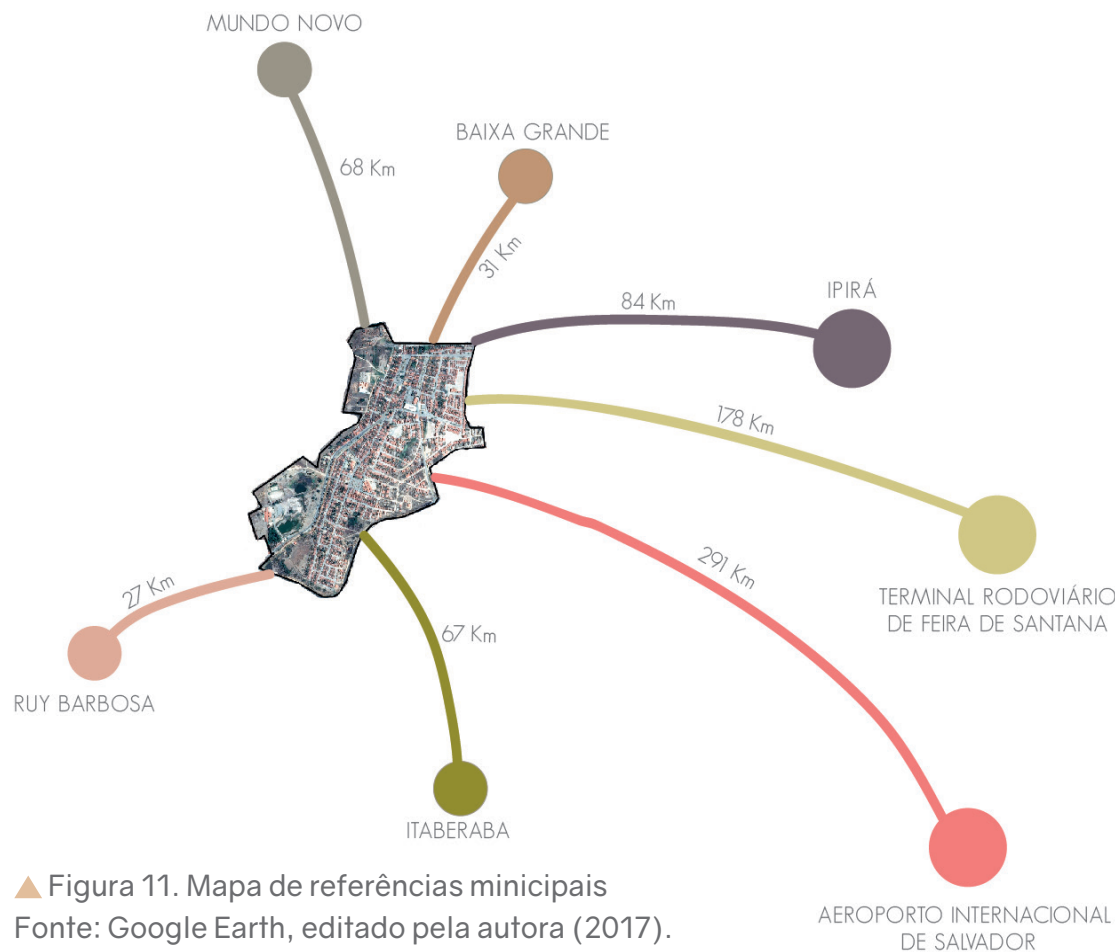 MUNDO NOVO
BAIXA GRANDE
68 Km
31 Km
IPIRÁ
84 Km
178 Km
291 Km
TERMINAL RODOVIÁRIO
DE FEIRA DE SANTANA
27 Km
67 Km
RUY BARBOSA
ITABERABA
Figura 11. Mapa de referências minicipais
Fonte: Google Earth, editado pela autora (2017).
AEROPORTO INTERNACIONAL
DE SALVADOR